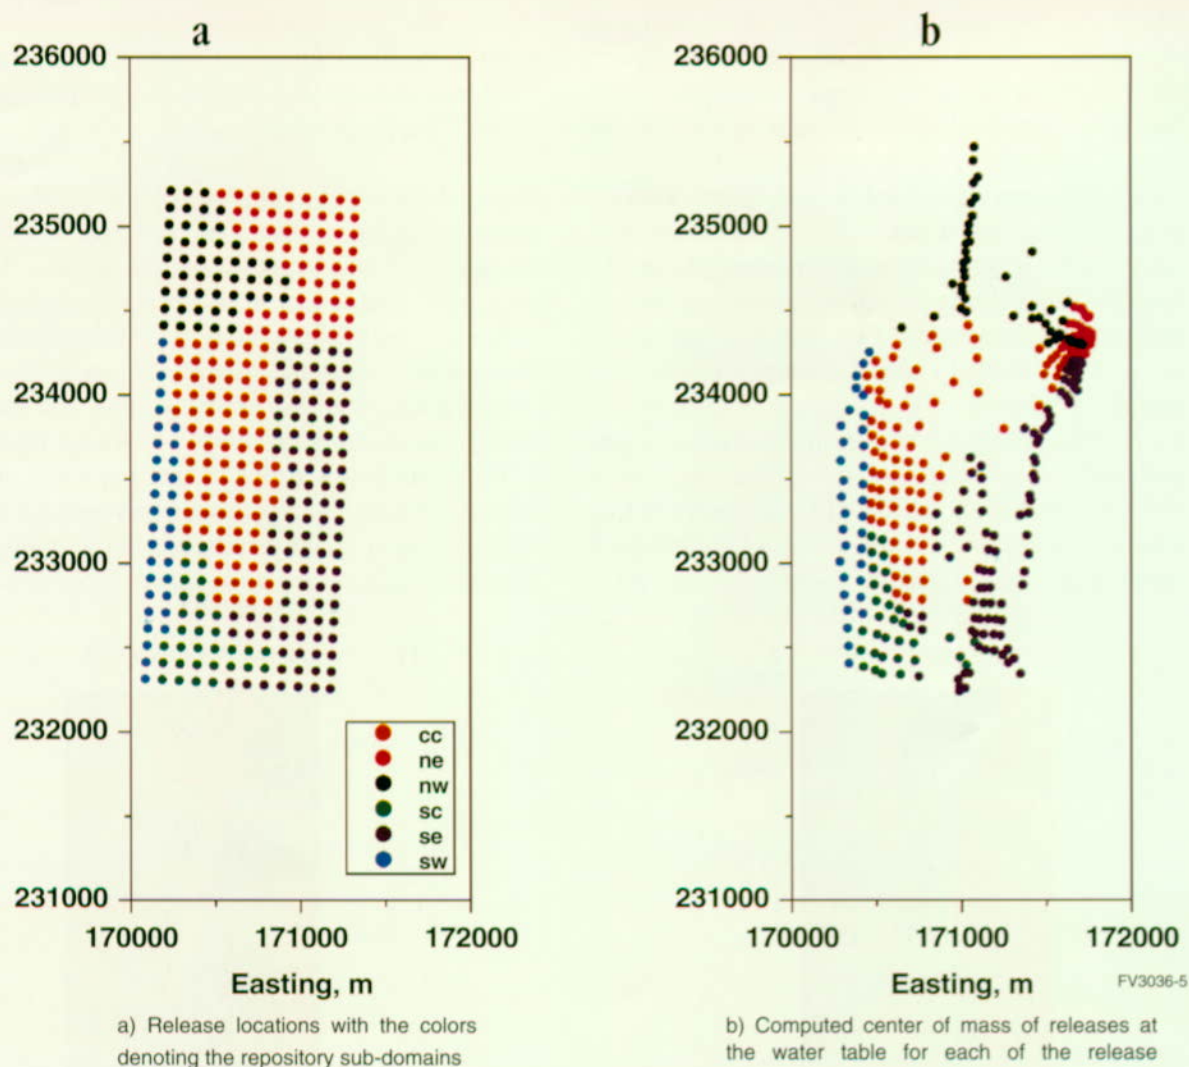 a
b
236000
235000
234000
233000
232000
231000
170000 171000 172000
Easting, m
cc
ne
nw
sc
se
sw
236000
235000
234000
233000
232000
231000
170000 171000 172000
Easting, m
FV3036-5
a) Release locations with the colors
denoting the repository sub-domains
b) Computed center of mass of releases at
the water table for each of the release